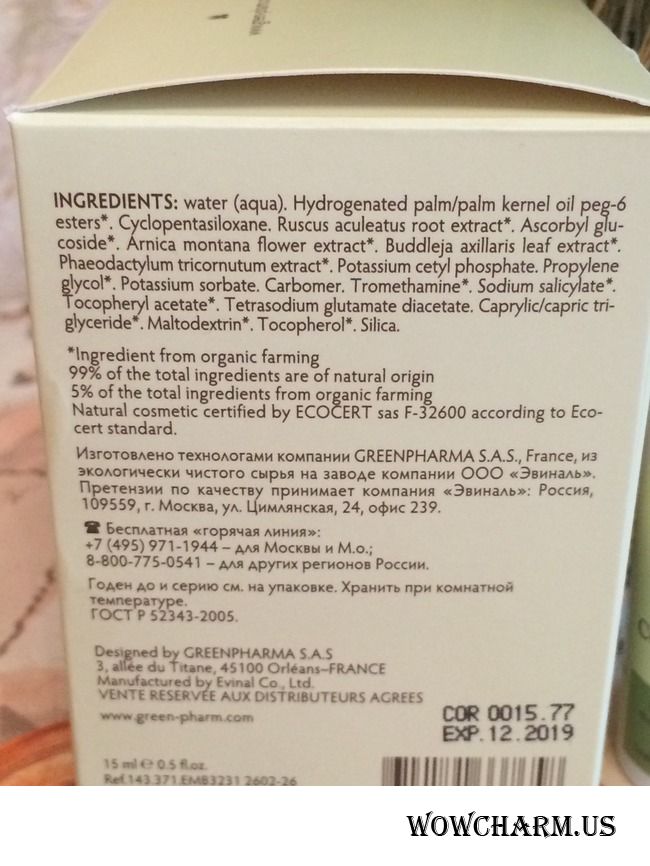 INGREDIENTS: water (aqua). Hydrogenated palm/palm kernel oil peg-6
esters*. Cyclopentasiloxane. Ruscus aculeatus root extract*. Ascorbyl glu-
coside*. Arnica montana flower extract*. Buddleja axillaris leaf extract*.
Phaeodactylum tricornutum extract*. Potassium cetyl phosphate. Propylene
glycol*. Potassium sorbate. Carbomer. Tromethamine*. Sodium salicylate*.
Tocopheryl acetate*. Tetrasodium glutamate diacetate. Caprylic/capric tri-
glyceride*. Maltodextrin*. Tocopherol*. Silica.
*Ingredient from organic farming
99% of the total ingredients are of natural origin
5% of the total ingredients from organic farming
Natural cosmetic certified by ECOCERT sas F-32600 according to Eco-
cert standard.
Изготовлено технологами компании GREENPHARMA S.A.S., France, из
экологически чистого сырья на заводе компании ООО «Эвиналь».
Претензии по качеству принимает компания «Эвиналь»: Россия,
109559, г. Москва, ул. Цимлянская, 24, офис 239.
☎ Бесплатная «горячая линия»:
+7 (495) 971-1944 – для Москвы и М.о.;
8-800-775-0541 – для других регионов России.
Годен до и серию см. на упаковке. Хранить при комнатной
температуре.
ГОСТ Р 52343-2005.
Designed by GREENPHARMA S.A.S
3, allée du Titane, 45100 Orléans–FRANCE
Manufactured by Evinal Co., Ltd.
VENTE RESERVÉE AUX DISTRIBUTEURS AGREES
www.green-pharm.com
COR 0015.77
EXP.12.2019
15 ml e 0.5 fl.oz.
Ref.143.371.EMB3231 2602-26
WOWCHARM.US